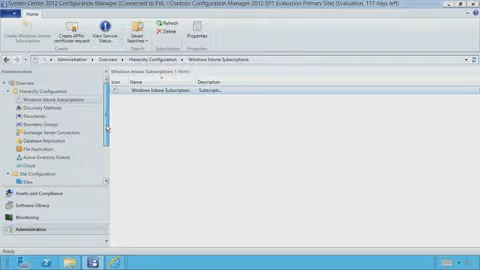 System Center 2012 Configuration Manager (Connected to EVL - Contoso Configuration Manager 2012 SP1 Evaluation Primary Site) (Evaluation, 117 days left)
Home
Create Windows Intune Subscription
Create APNs certificate request
View Service Status
Saved Searches
Refresh
Delete
Properties
Create
Search
Subscriptions
Properties
\ Administration Overview Hierarchy Configuration Windows Intune Subscriptions
Administration
Windows Intune Subscriptions 1 items
Icon Name Description
Windows Intune Subscription Subscripti...
Overview
Hierarchy Configuration
Windows Intune Subscriptions
Discovery Methods
Boundaries
Boundary Groups
Exchange Server Connectors
Database Replication
File Replication
Active Directory Forests
Cloud
Site Configuration
Sites
Assets and Compliance
Software Library
Monitoring
Administration
Ready